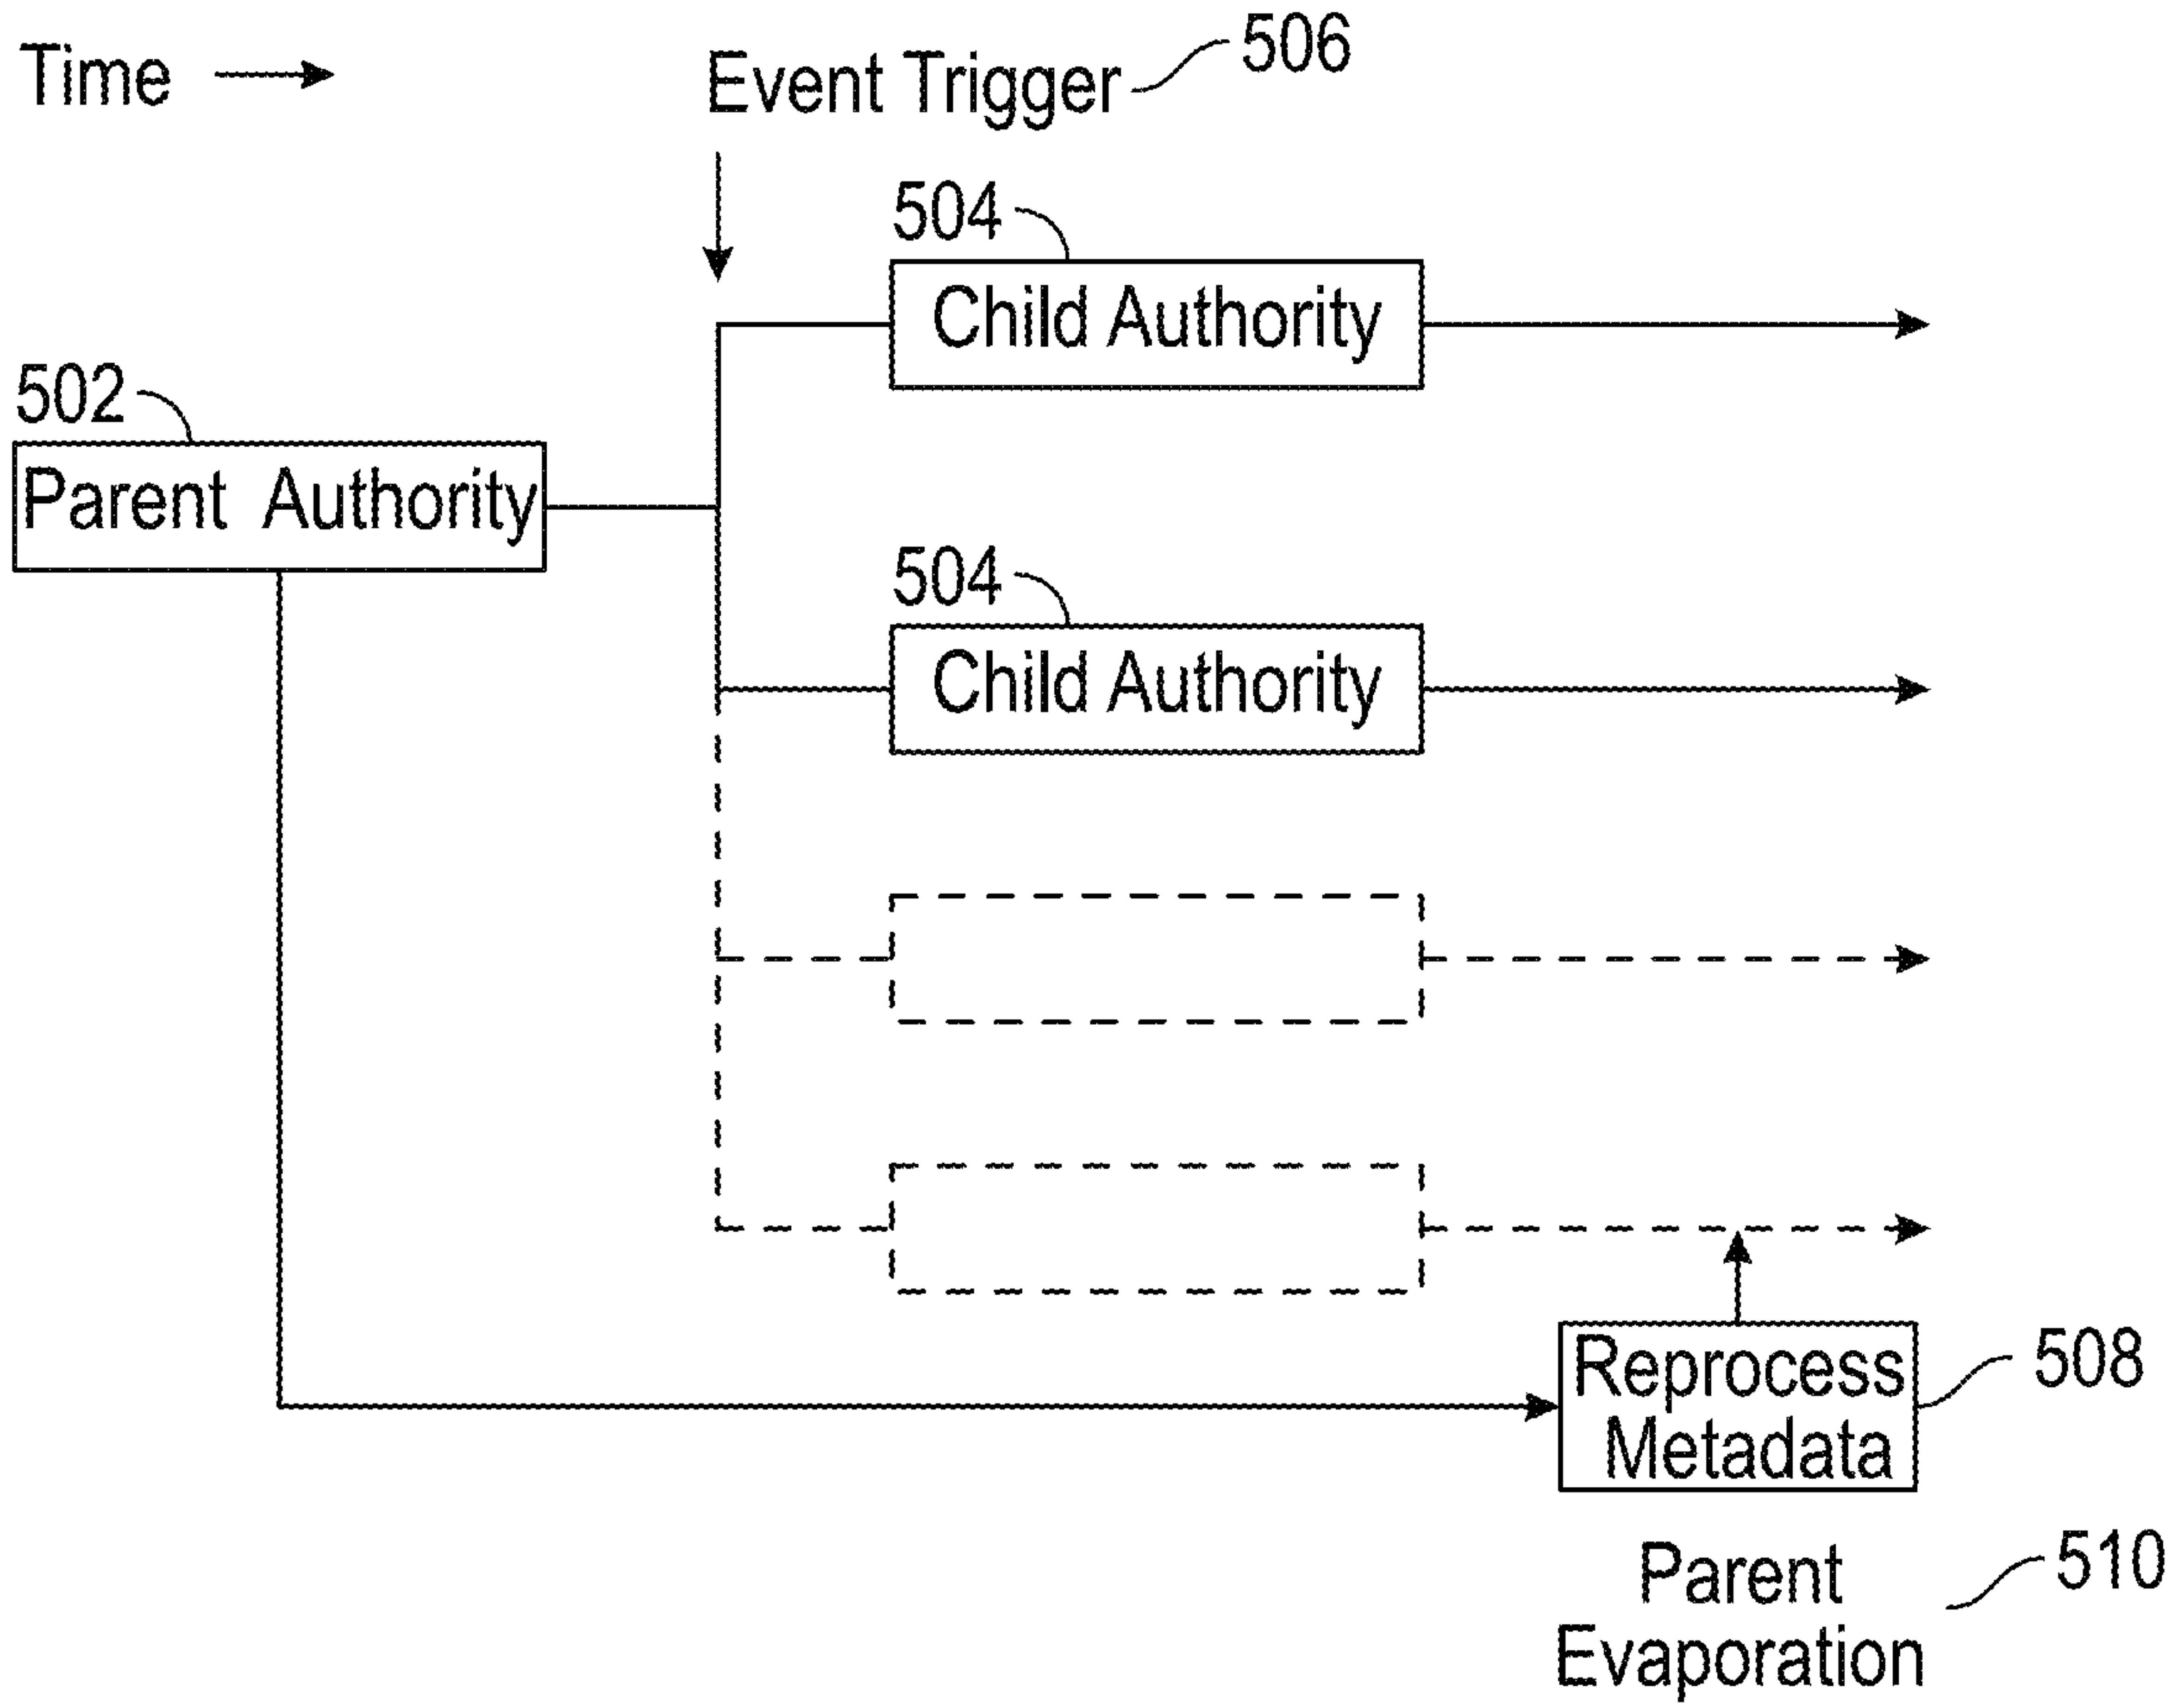 Time
Event Trigger
506
504
Child Authority
502
Parent Authority
504
Child Authority
Reprocess
Metadata
508
Parent
Evaporation
510